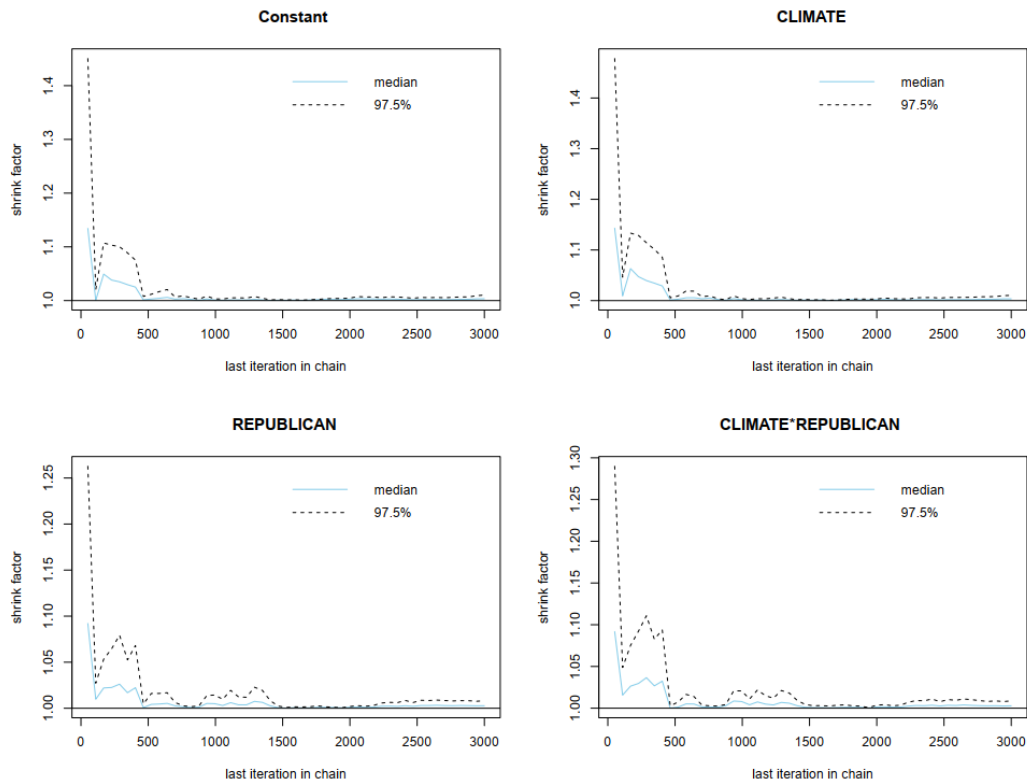 Constant
shrink factor
1.0 1.1 1.2 1.3 1.4
median
97.5%
0 500 1000 1500 2000 2500 3000
last iteration in chain
CLIMATE
shrink factor
1.0 1.1 1.2 1.3 1.4
median
97.5%
0 500 1000 1500 2000 2500 3000
last iteration in chain
REPUBLICAN
shrink factor
1.00 1.05 1.10 1.15 1.20 1.25
median
97.5%
0 500 1000 1500 2000 2500 3000
last iteration in chain
CLIMATE*REPUBLICAN
shrink factor
1.00 1.05 1.10 1.15 1.20 1.25 1.30
median
97.5%
0 500 1000 1500 2000 2500 3000
last iteration in chain